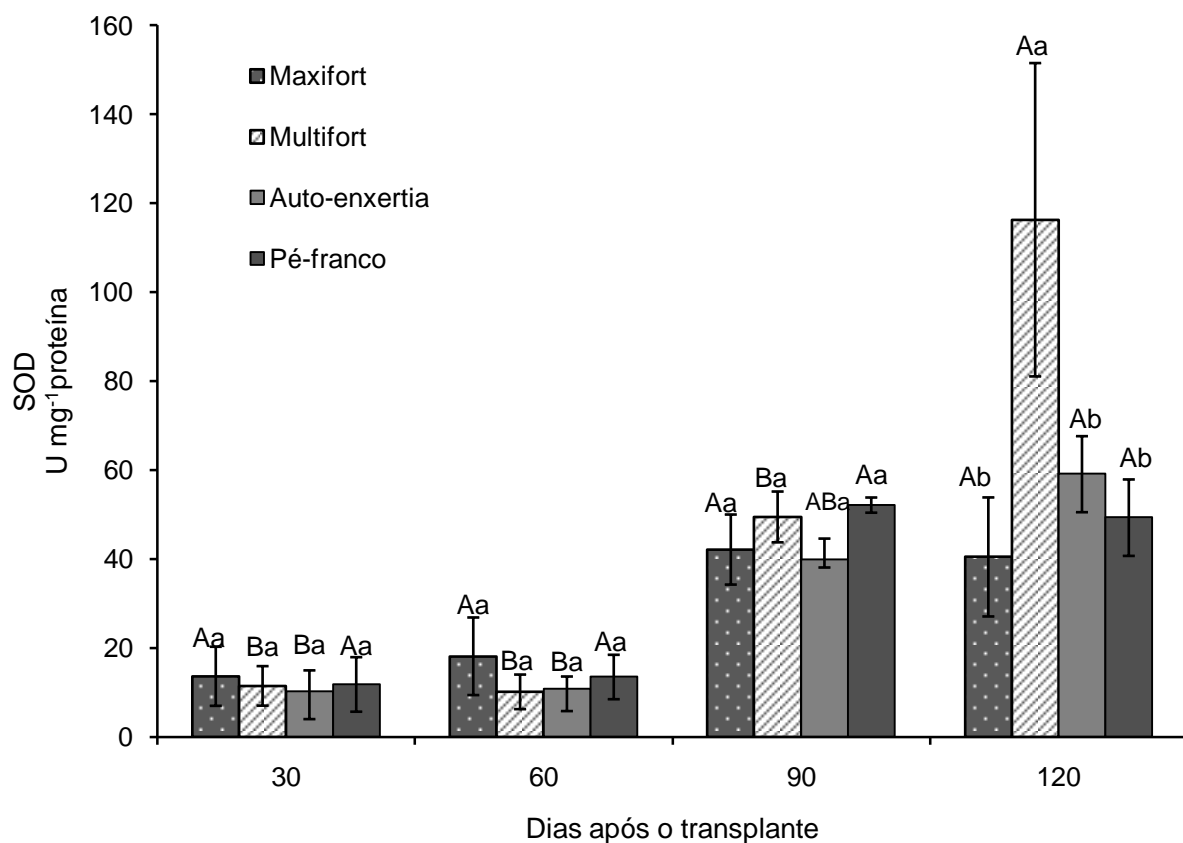 160
140
120
100
80
60
40
20
0
SOD
U mg⁻¹proteína
Maxifort
Multifort
Auto-enxertia
Pé-franco
Aa
Ba
Ba
Aa
Aa
Ba
Ba
Aa
Aa
Ba
ABa
Aa
Ab
Aa
Ab
Ab
30 60 90 120
Dias após o transplante